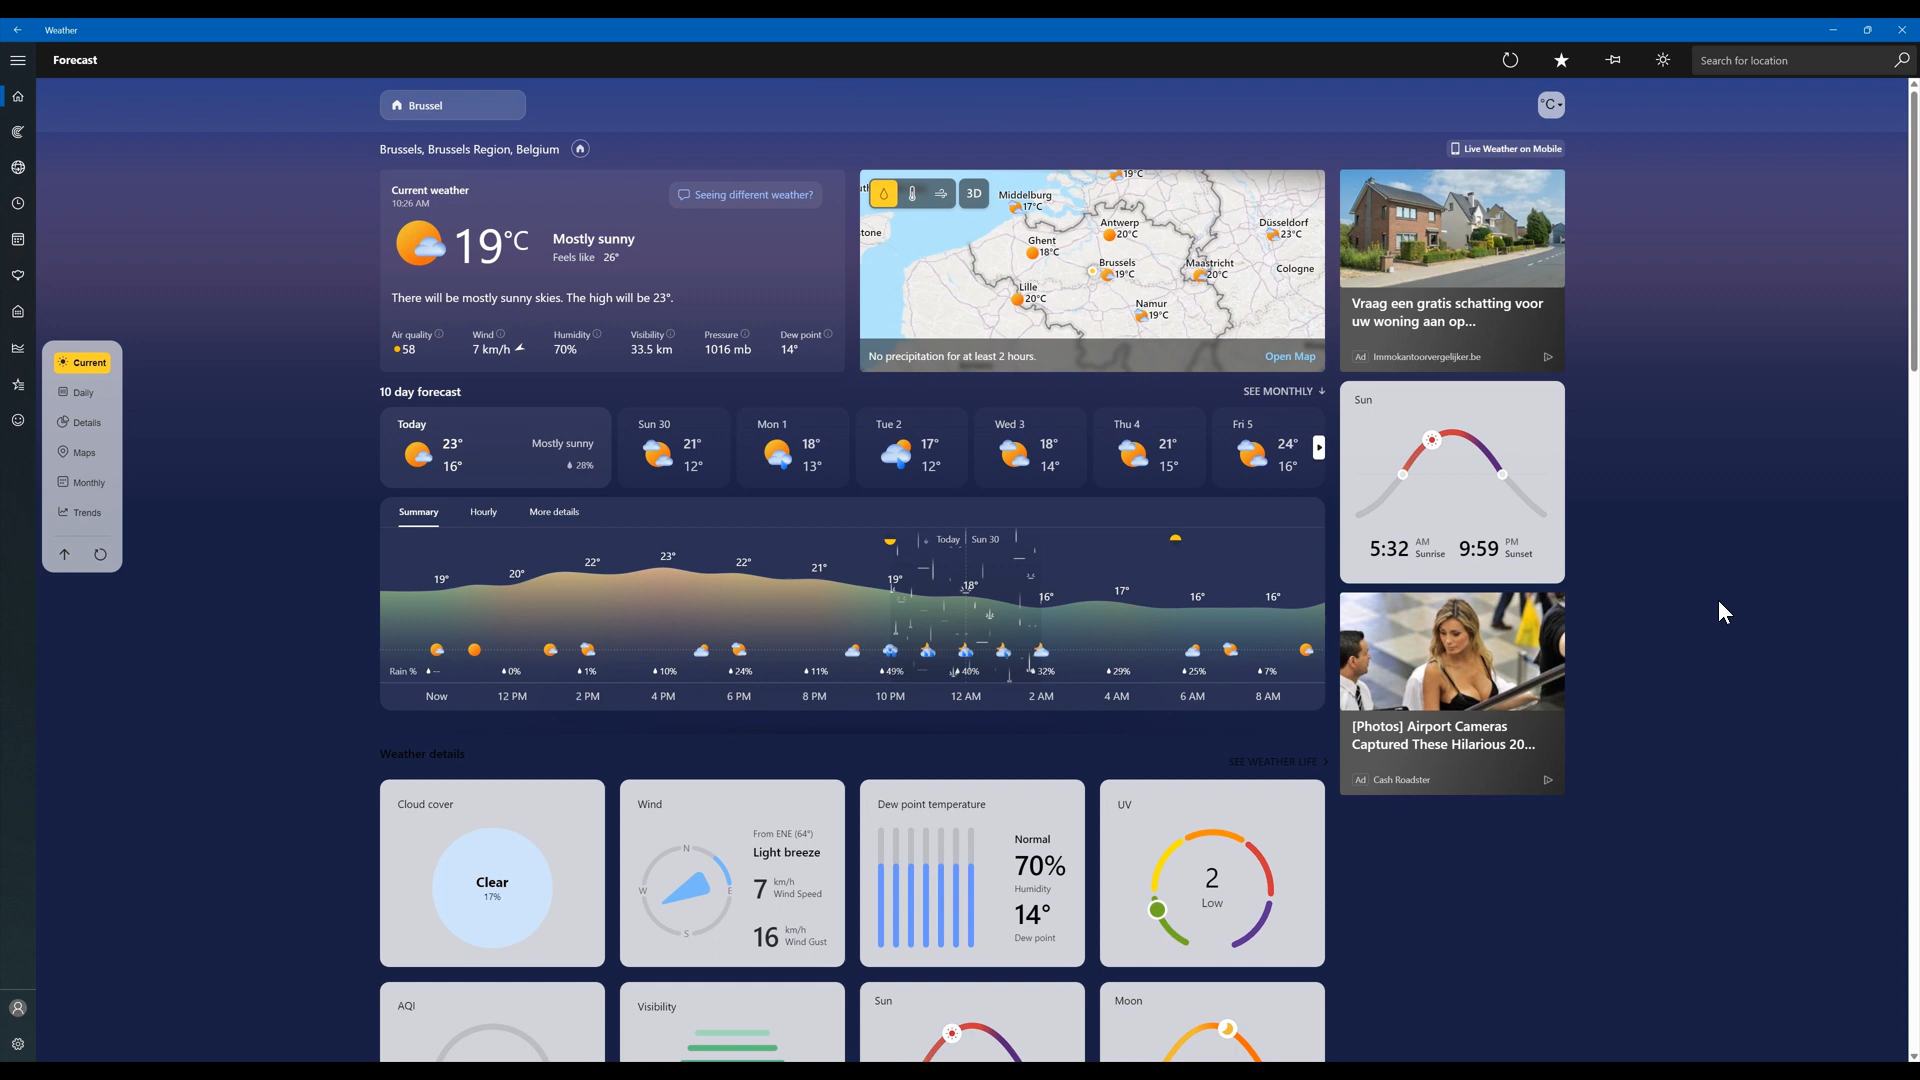 Weather
Forecast
Search for location
Brussel
°C
Brussels, Brussels Region, Belgium
Live Weather on Mobile
Current weather
10:26 AM
Seeing different weather?
19°C
Mostly sunny
Feels like 26°
There will be mostly sunny skies. The high will be 23°.
Air quality Wind Humidity Visibility Pressure Dew point
58 7 km/h 70% 33.5 km 1016 mb 14°
3D
19°C
Middelburg
17°C
Antwerp
20°C
Düsseldorf
23°C
Ghent
18°C
Brussels
19°C
Maastricht
20°C
Cologne
Lille
20°C
Namur
19°C
No precipitation for at least 2 hours.
Open Map
Vraag een gratis schatting voor
uw woning aan op...
Ad Immokantoorvergelijker.be
Current
Daily
Details
Maps
Monthly
Trends
10 day forecast
SEE MONTHLY
Today
23°
16°
Mostly sunny
28%
Sun 30
21°
12°
Mon 1
18°
13°
Tue 2
17°
12°
Wed 3
18°
14°
Thu 4
21°
15°
Fri 5
24°
16°
Sun
5:32 AM Sunrise
9:59 PM Sunset
Summary Hourly More details
Today Sun 30
19° 20° 22° 23° 22° 21° 19° 18° 16° 17° 16° 16°
Rain % -- 0% 1% 10% 24% 11% 49% 40% 32% 29% 25% 7%
Now 12 PM 2 PM 4 PM 6 PM 8 PM 10 PM 12 AM 2 AM 4 AM 6 AM 8 AM
[Photos] Airport Cameras
Captured These Hilarious 20...
Ad Cash Roadster
Weather details
SEE WEATHER LIFE
Cloud cover
Clear
17%
Wind
N
W
E
S
From ENE (64°)
Light breeze
7 km/h
Wind Speed
16 km/h
Wind Gust
Dew point temperature
Normal
70%
Humidity
14°
Dew point
UV
2
Low
AQI
Visibility
Sun
Moon